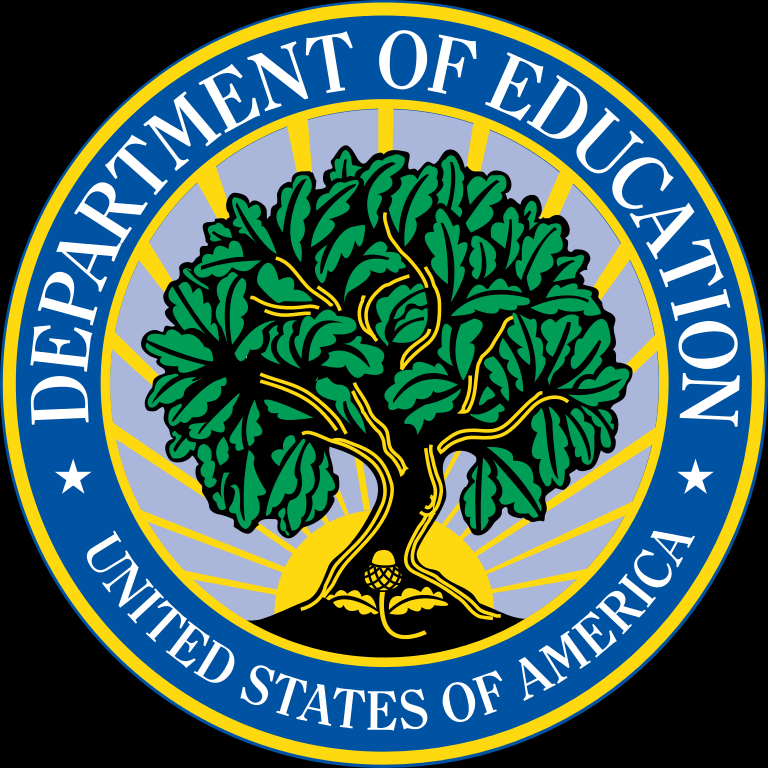 DEPARTMENT OF EDUCATION
UNITED STATES OF AMERICA